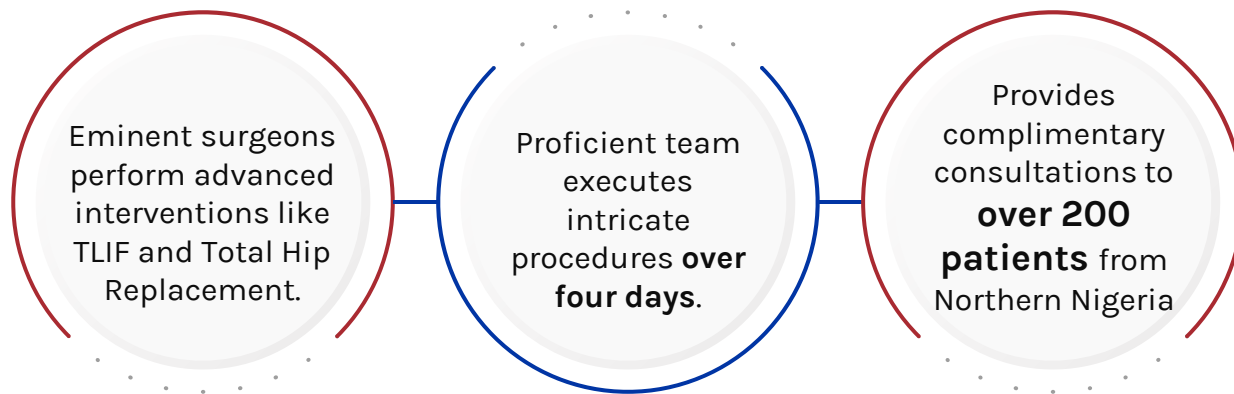 Eminent surgeons
perform advanced
interventions like
TLIF and Total Hip
Replacement.
Proficient team
executes
intricate
procedures over
four days.
Provides
complimentary
consultations to
over 200
patients from
Northern Nigeria